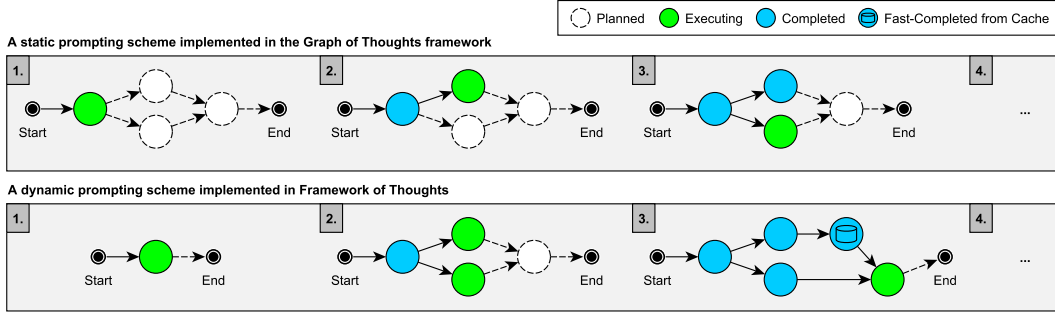 Planned Executing Completed Fast-Completed from Cache
A static prompting scheme implemented in the Graph of Thoughts framework
1. 2. 3. 4.
Start End Start End Start End ...
A dynamic prompting scheme implemented in Framework of Thoughts
1. 2. 3. 4.
Start End Start End Start End ...